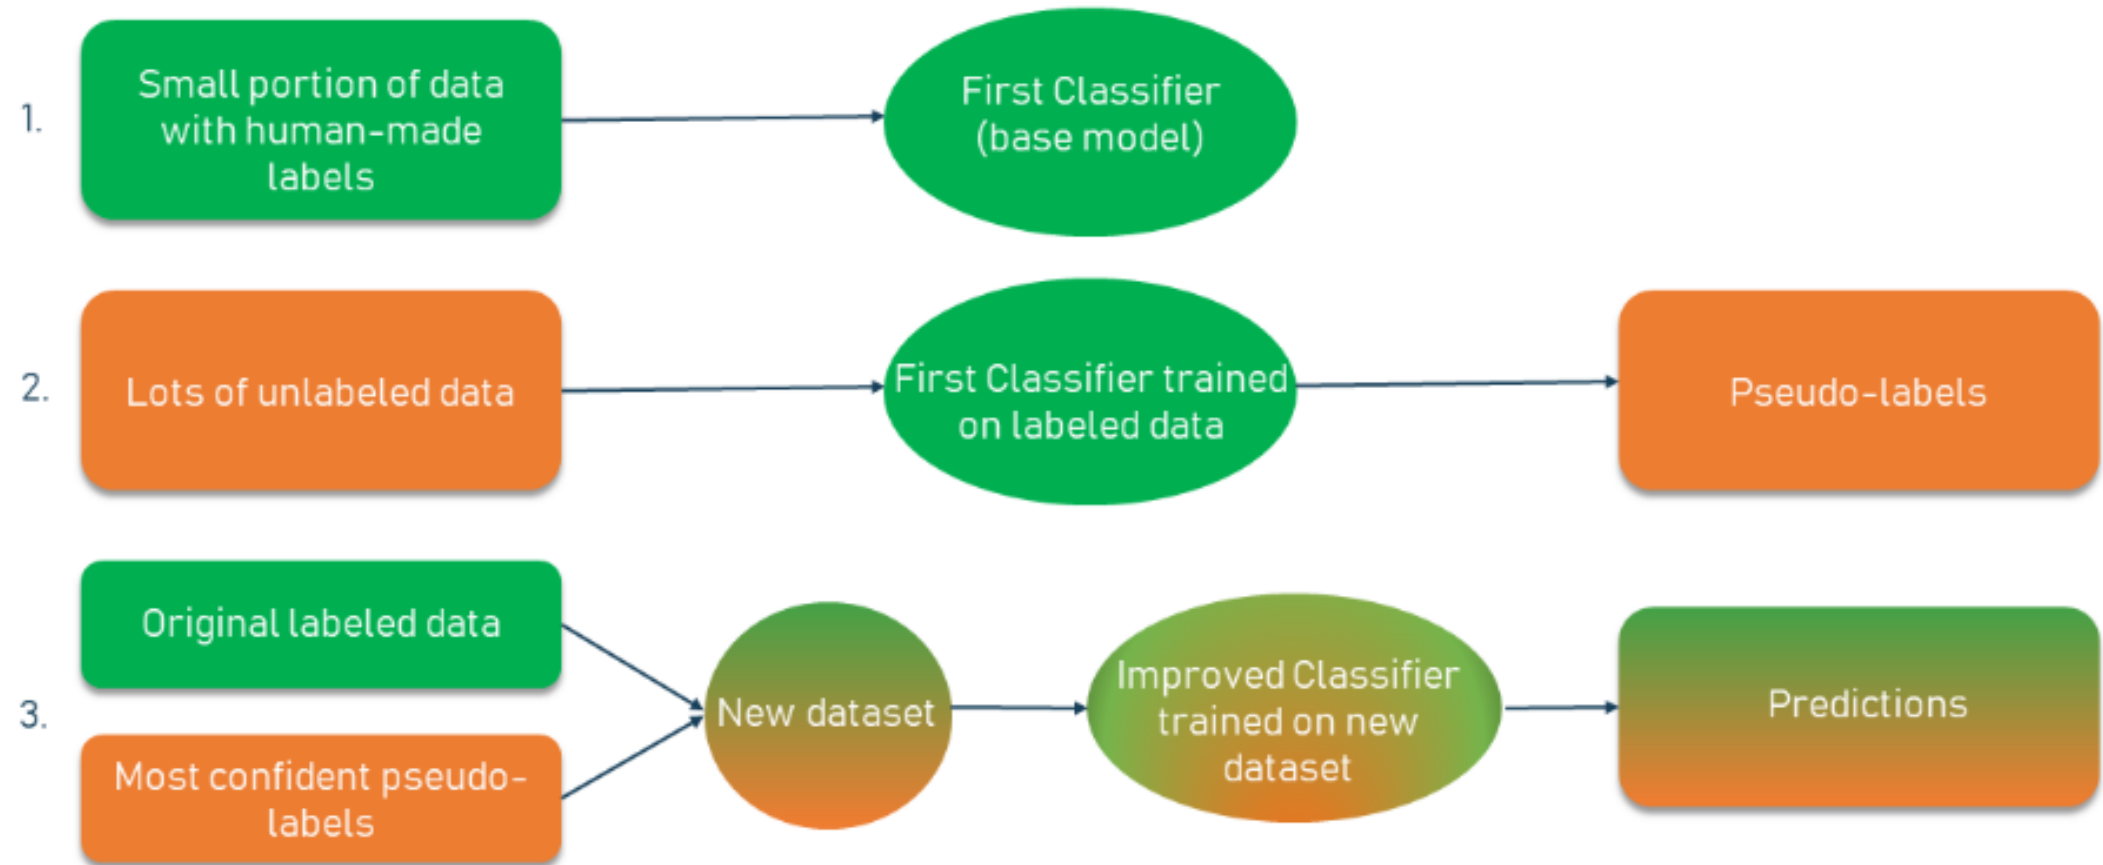 1.
Small portion of data
with human-made
labels
First Classifier
(base model)
2.
Lots of unlabeled data
First Classifier trained
on labeled data
Pseudo-labels
3.
Original labeled data
Most confident pseudo-
labels
New dataset
Improved Classifier
trained on new
dataset
Predictions